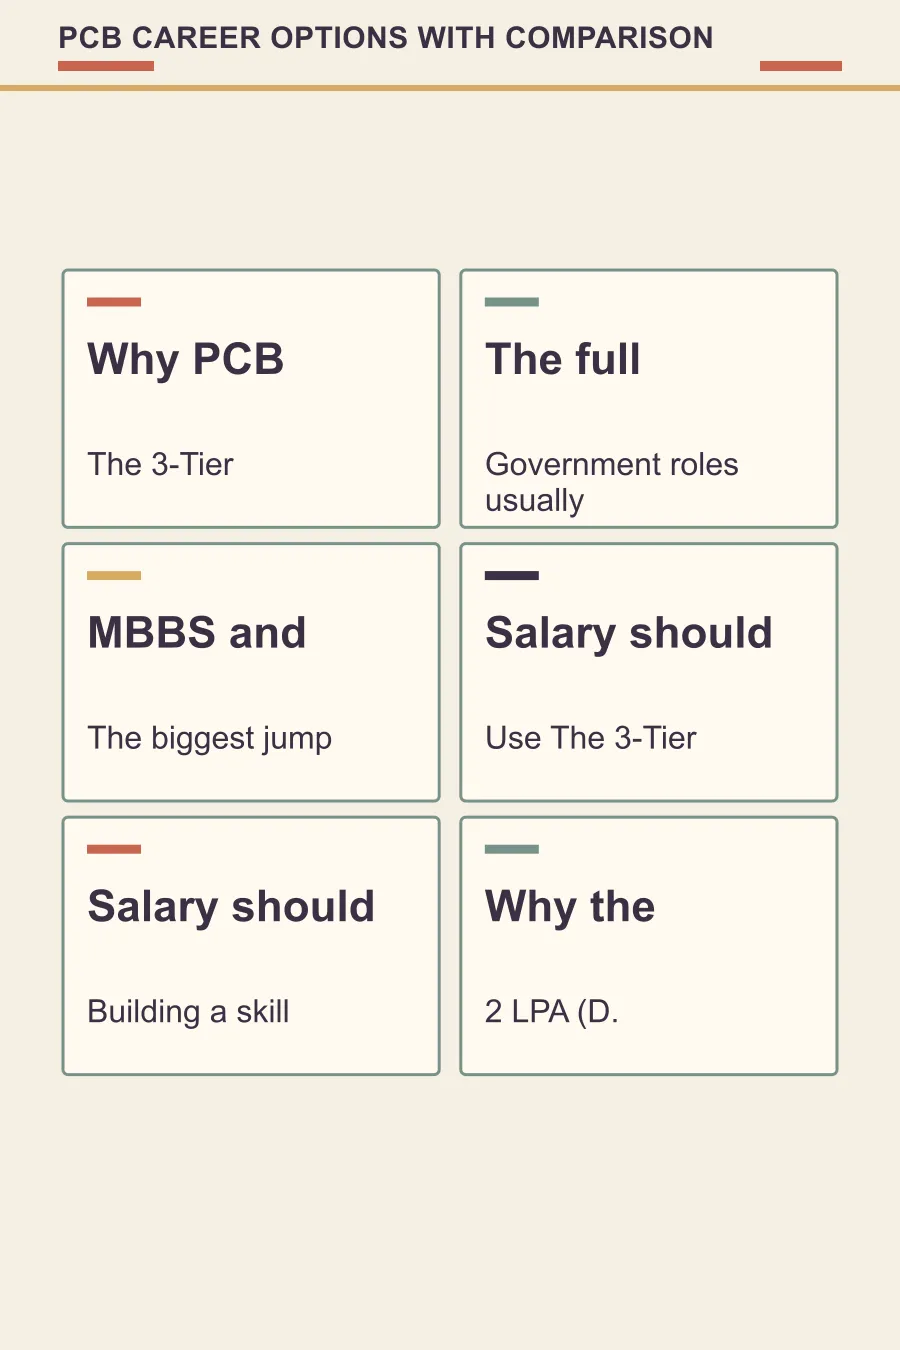 PCB CAREER OPTIONS WITH COMPARISON
Why PCB
The 3-Tier
The full
Government roles
usually
MBBS and
The biggest jump
Salary should
Use The 3-Tier
Salary should
Building a skill
Why the
2 LPA (D.